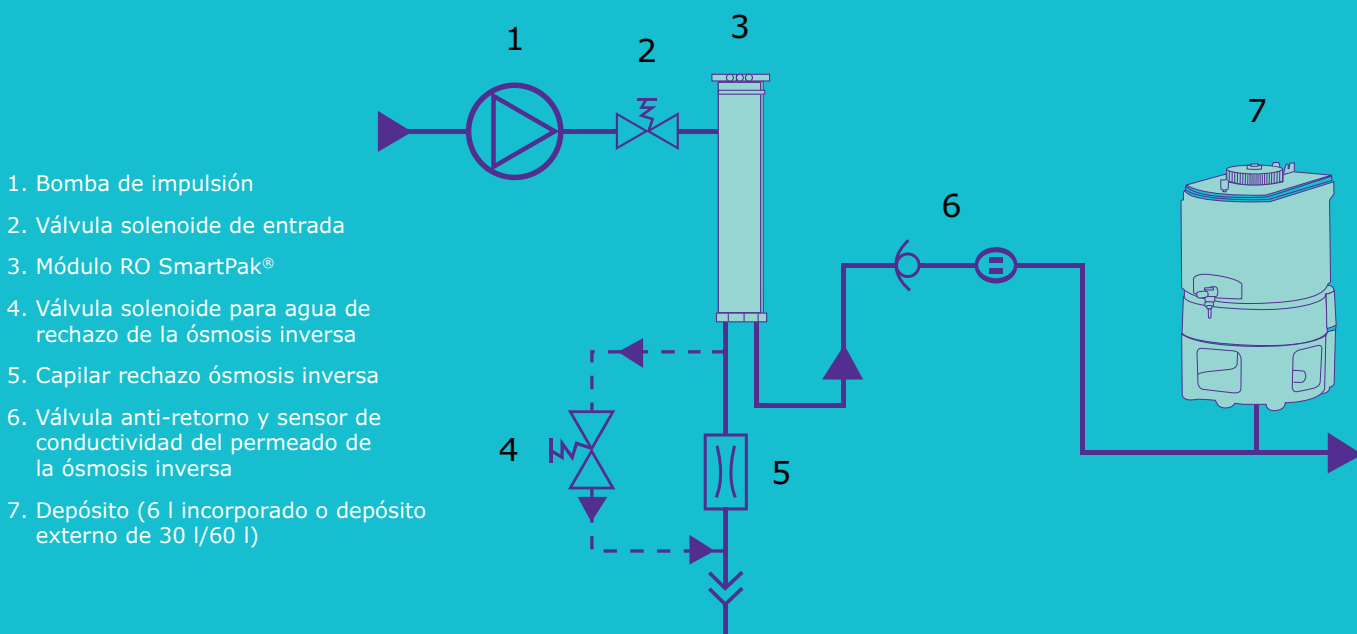 1
2
3
7
6
4
5
1. Bomba de impulsión
2. Válvula solenoide de entrada
3. Módulo RO SmartPak®
4. Válvula solenoide para agua de
rechazo de la ósmosis inversa
5. Capilar rechazo ósmosis inversa
6. Válvula anti-retorno y sensor de
conductividad del permeado de
la ósmosis inversa
7. Depósito (6 l incorporado o depósito
externo de 30 l/60 l)